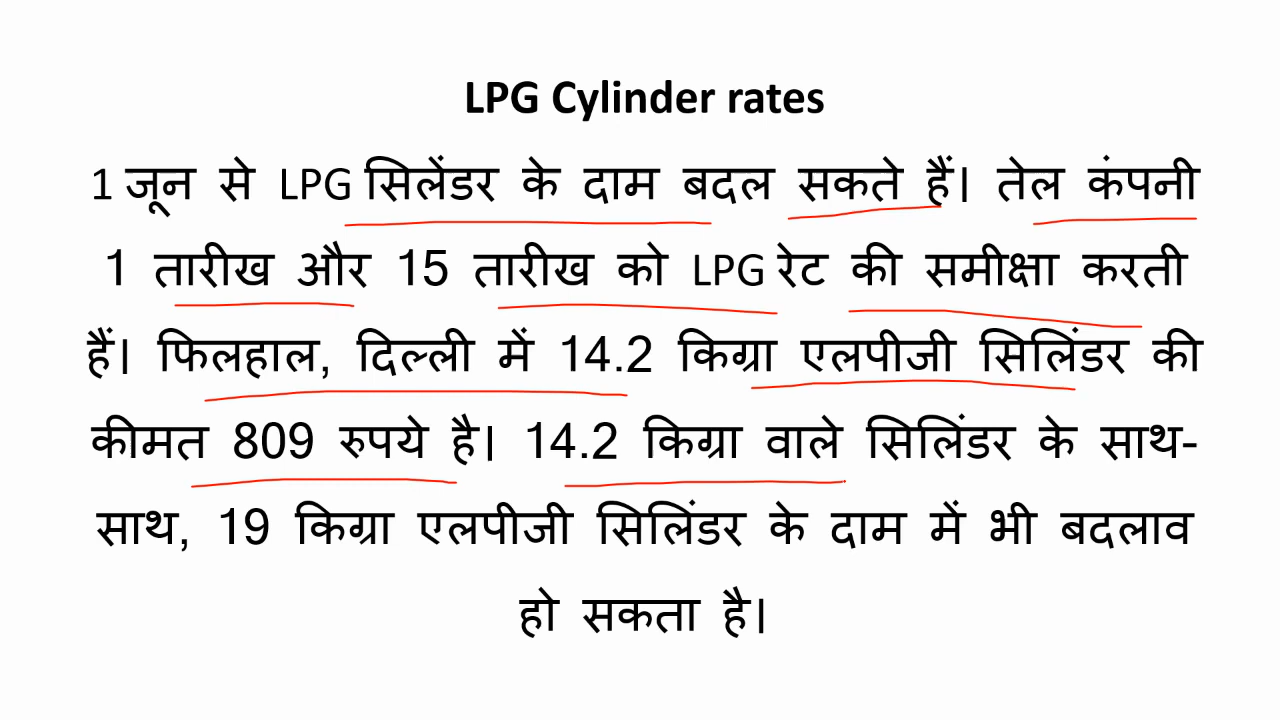 LPG Cylinder rates
1 जून से LPG सिलेंडर के दाम बदल सकते हैं। तेल कंपनी
1 तारीख और 15 तारीख को LPG रेट की समीक्षा करती
हैं। फिलहाल, दिल्ली में 14.2 किग्रा एलपीजी सिलिंडर की
कीमत 809 रुपये है। 14.2 किग्रा वाले सिलिंडर के साथ-
साथ, 19 किग्रा एलपीजी सिलिंडर के दाम में भी बदलाव
हो सकता है।